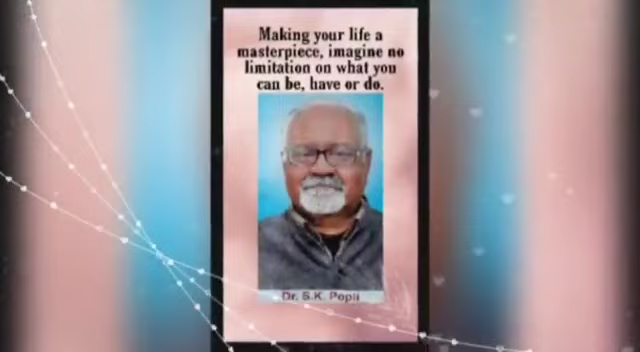 Making your life a
masterpiece, imagine no
limitation on what you
can be, have or do.
Dr. S.K. Popli